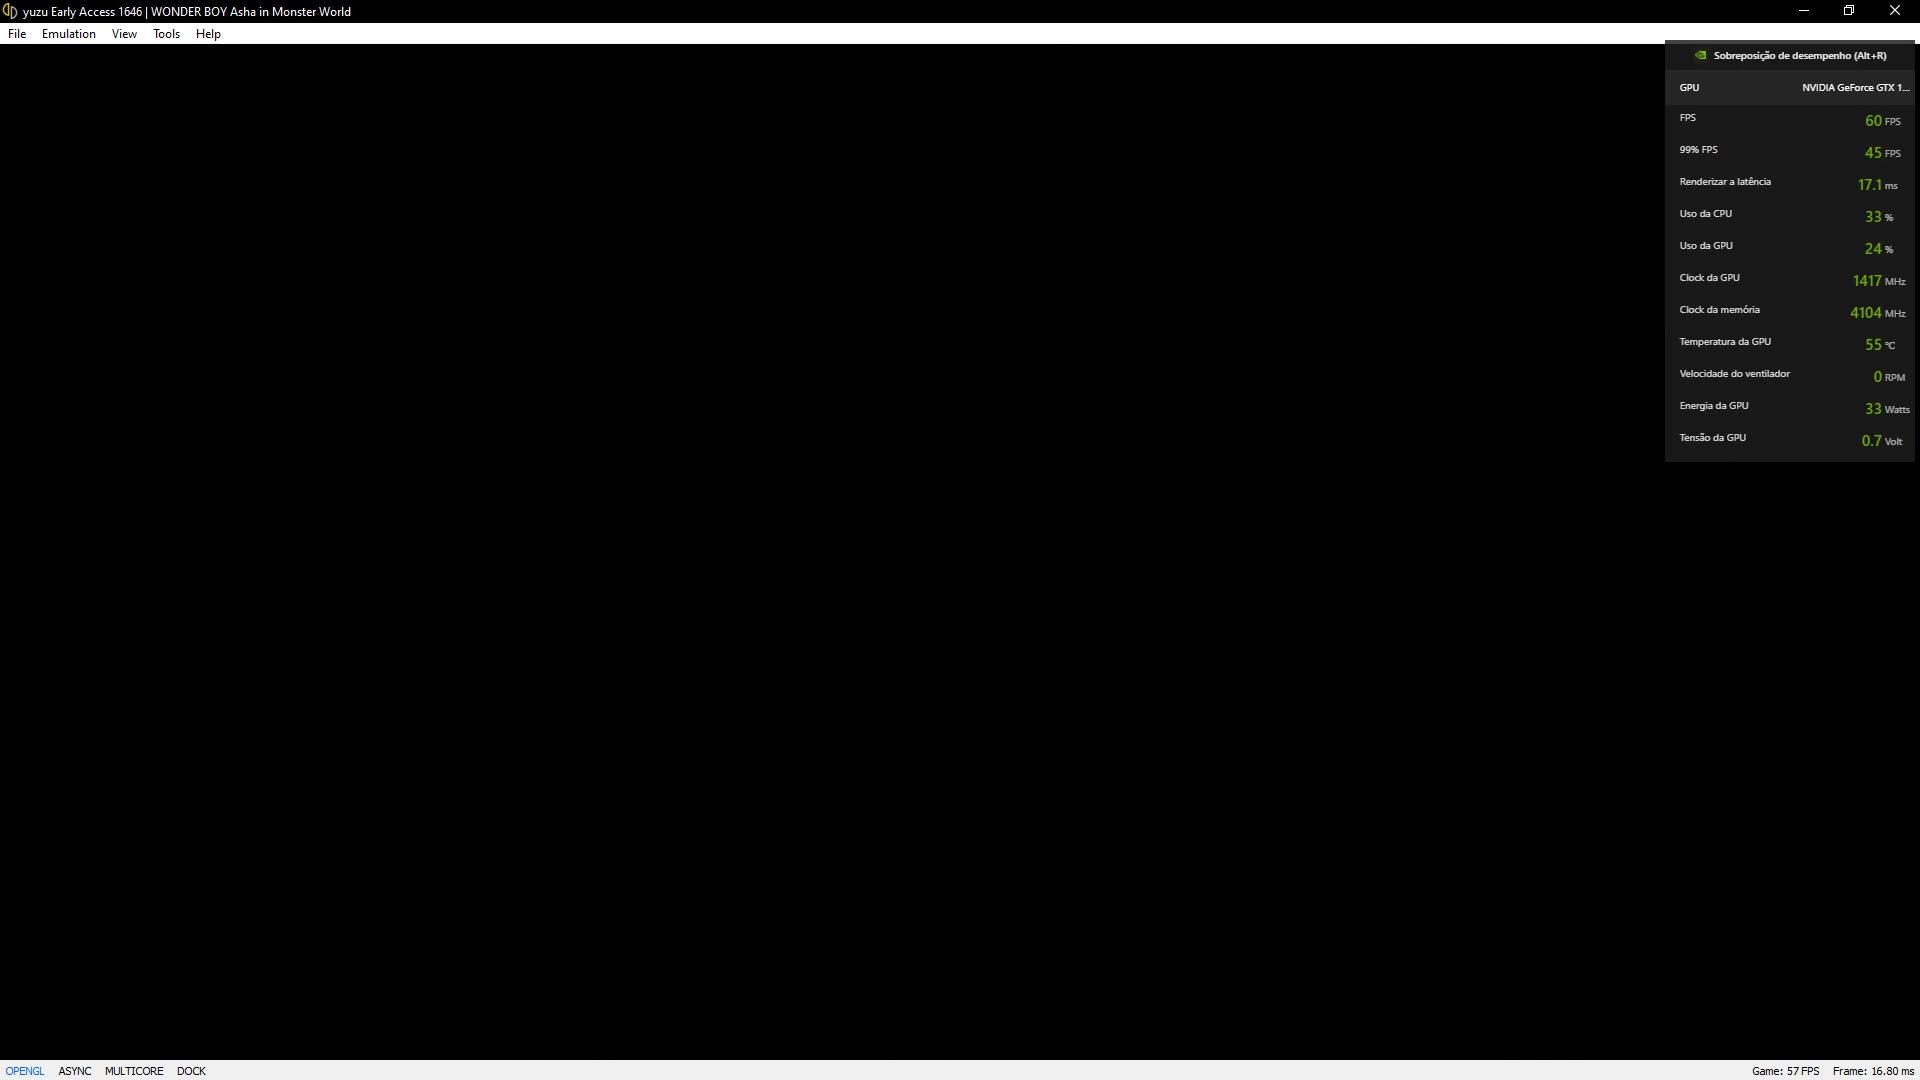 yuzu Early Access 1646 | WONDER BOY Asha in Monster World
File Emulation View Tools Help
Sobreposição de desempenho (Alt+R)
GPU NVIDIA GeForce GTX 1...
FPS 60 FPS
99% FPS 45 FPS
Renderizar a latência 17.1 ms
Uso da CPU 33 %
Uso da GPU 24 %
Clock da GPU 1417 MHz
Clock da memória 4104 MHz
Temperatura da GPU 55 ℃
Velocidade do ventilador 0 RPM
Energia da GPU 33 Watts
Tensão da GPU 0.7 Volt
OPENGL ASYNC MULTICORE DOCK Game: 57 FPS Frame: 16.80 ms